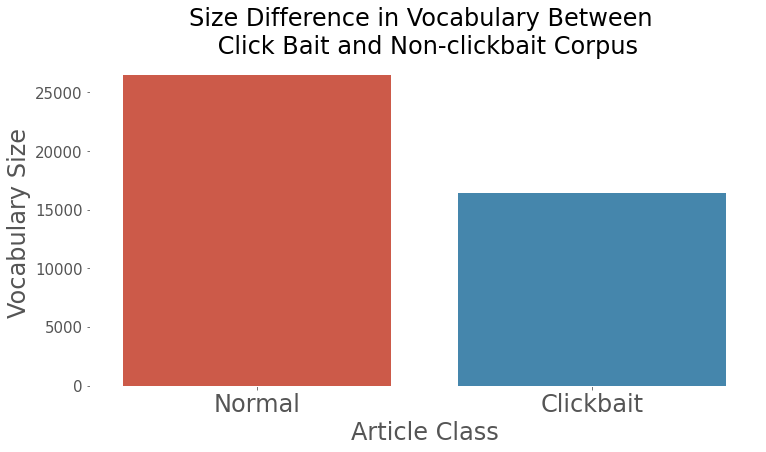 Size Difference in Vocabulary Between
Click Bait and Non-clickbait Corpus
Vocabulary Size
25000
20000
15000
10000
5000
0
Normal
Clickbait
Article Class